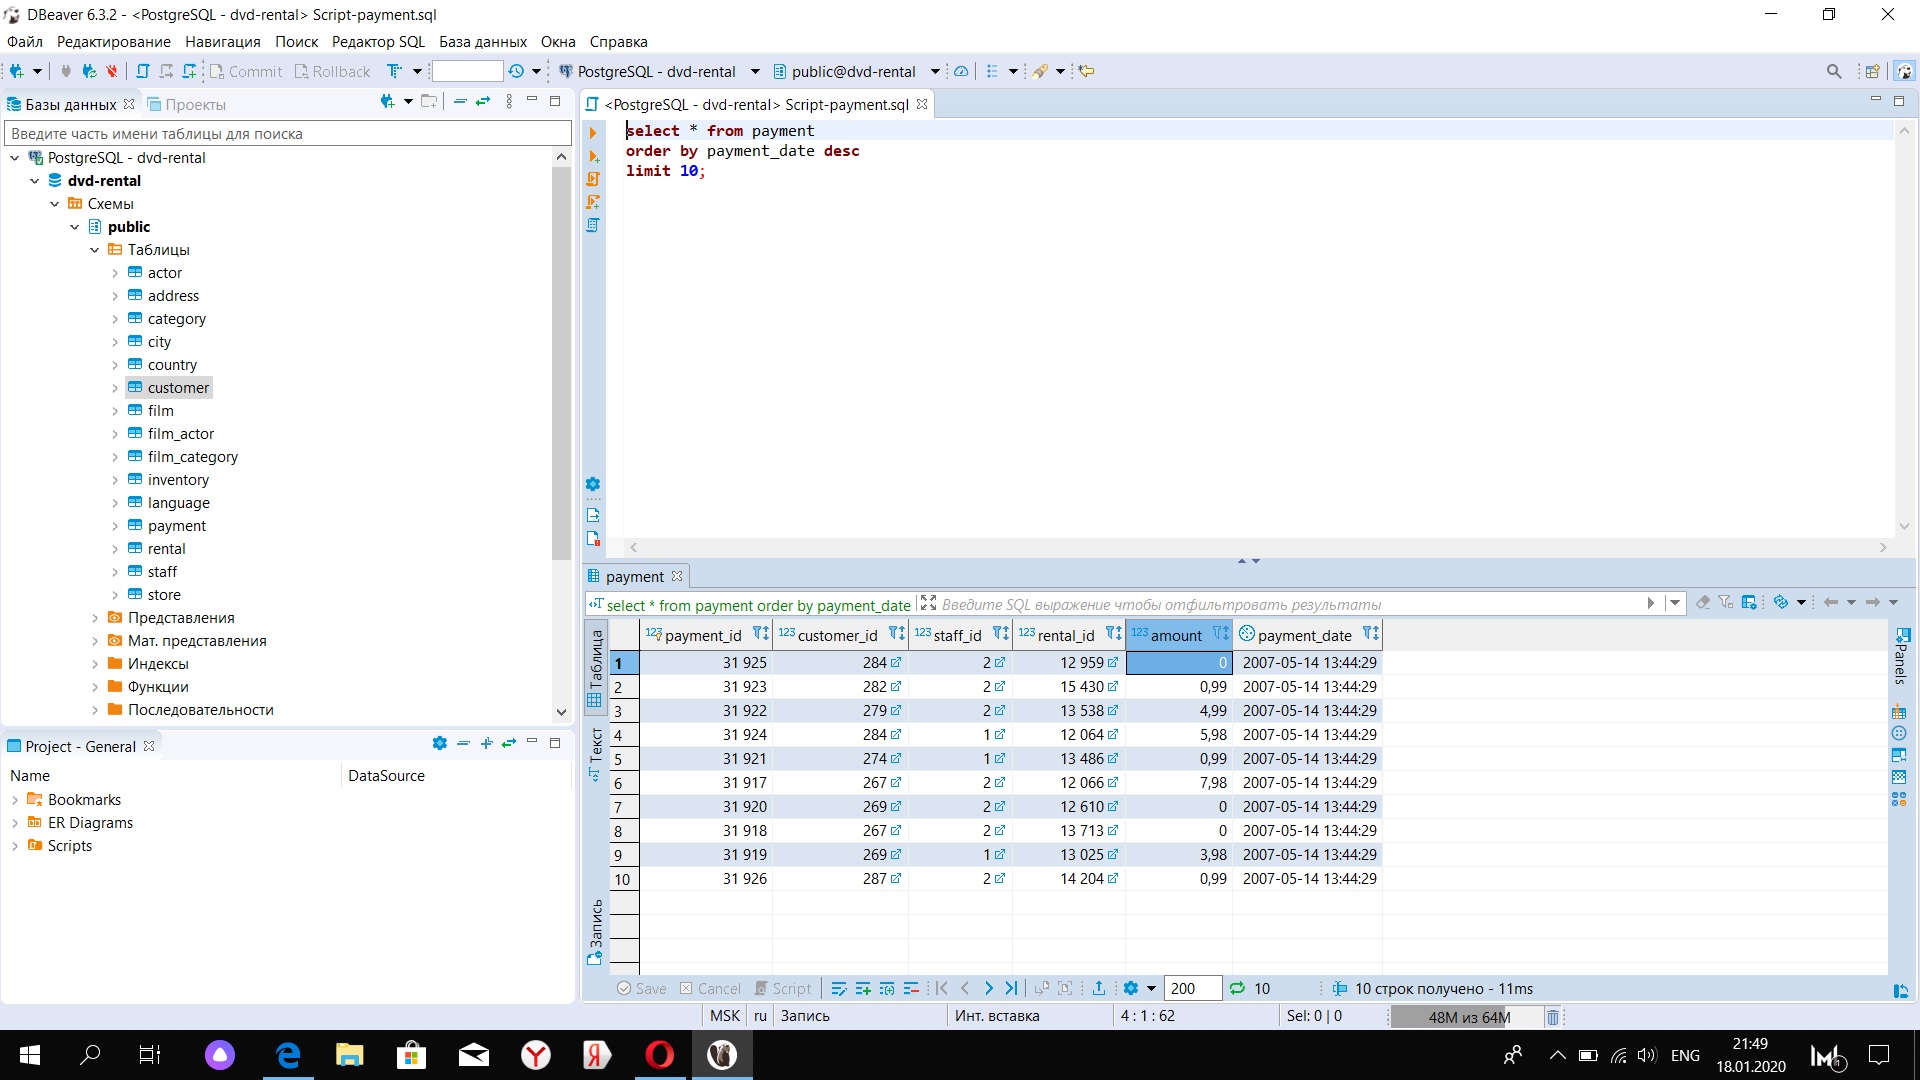 DBeaver 6.3.2 - <PostgreSQL - dvd-rental> Script-payment.sql
Файл Редактирование Навигация Поиск Редактор SQL База данных Окна Справка
Commit Rollback PostgreSQL - dvd-rental public@dvd-rental
Базы данных Проекты
Введите часть имени таблицы для поиска
PostgreSQL - dvd-rental
dvd-rental
Схемы
public
Таблицы
actor
address
category
city
country
customer
film
film_actor
film_category
inventory
language
payment
rental
staff
store
Представления
Мат. представления
Индексы
Функции
Последовательности
Project - General
Name DataSource
Bookmarks
ER Diagrams
Scripts
<PostgreSQL - dvd-rental> Script-payment.sql
select * from payment
order by payment_date desc
limit 10;
payment
select * from payment order by payment_date Введите SQL выражение чтобы отфильтровать результаты
Таблица
Текст
Запись
Panels
123 payment_id 123 customer_id 123 staff_id 123 rental_id 123 amount payment_date
1 31 925 284 2 12 959 0 2007-05-14 13:44:29
2 31 923 282 2 15 430 0,99 2007-05-14 13:44:29
3 31 922 279 2 13 538 4,99 2007-05-14 13:44:29
4 31 924 284 1 12 064 5,98 2007-05-14 13:44:29
5 31 921 274 1 13 486 0,99 2007-05-14 13:44:29
6 31 917 267 2 12 066 7,98 2007-05-14 13:44:29
7 31 920 269 2 12 610 0 2007-05-14 13:44:29
8 31 918 267 2 13 713 0 2007-05-14 13:44:29
9 31 919 269 1 13 025 3,98 2007-05-14 13:44:29
10 31 926 287 2 14 204 0,99 2007-05-14 13:44:29
Save Cancel Script 200 10 10 строк получено - 11ms
MSK ru Запись Инт. вставка 4 : 1 : 62 Sel: 0 | 0 48M из 64M
ENG 21:49
18.01.2020